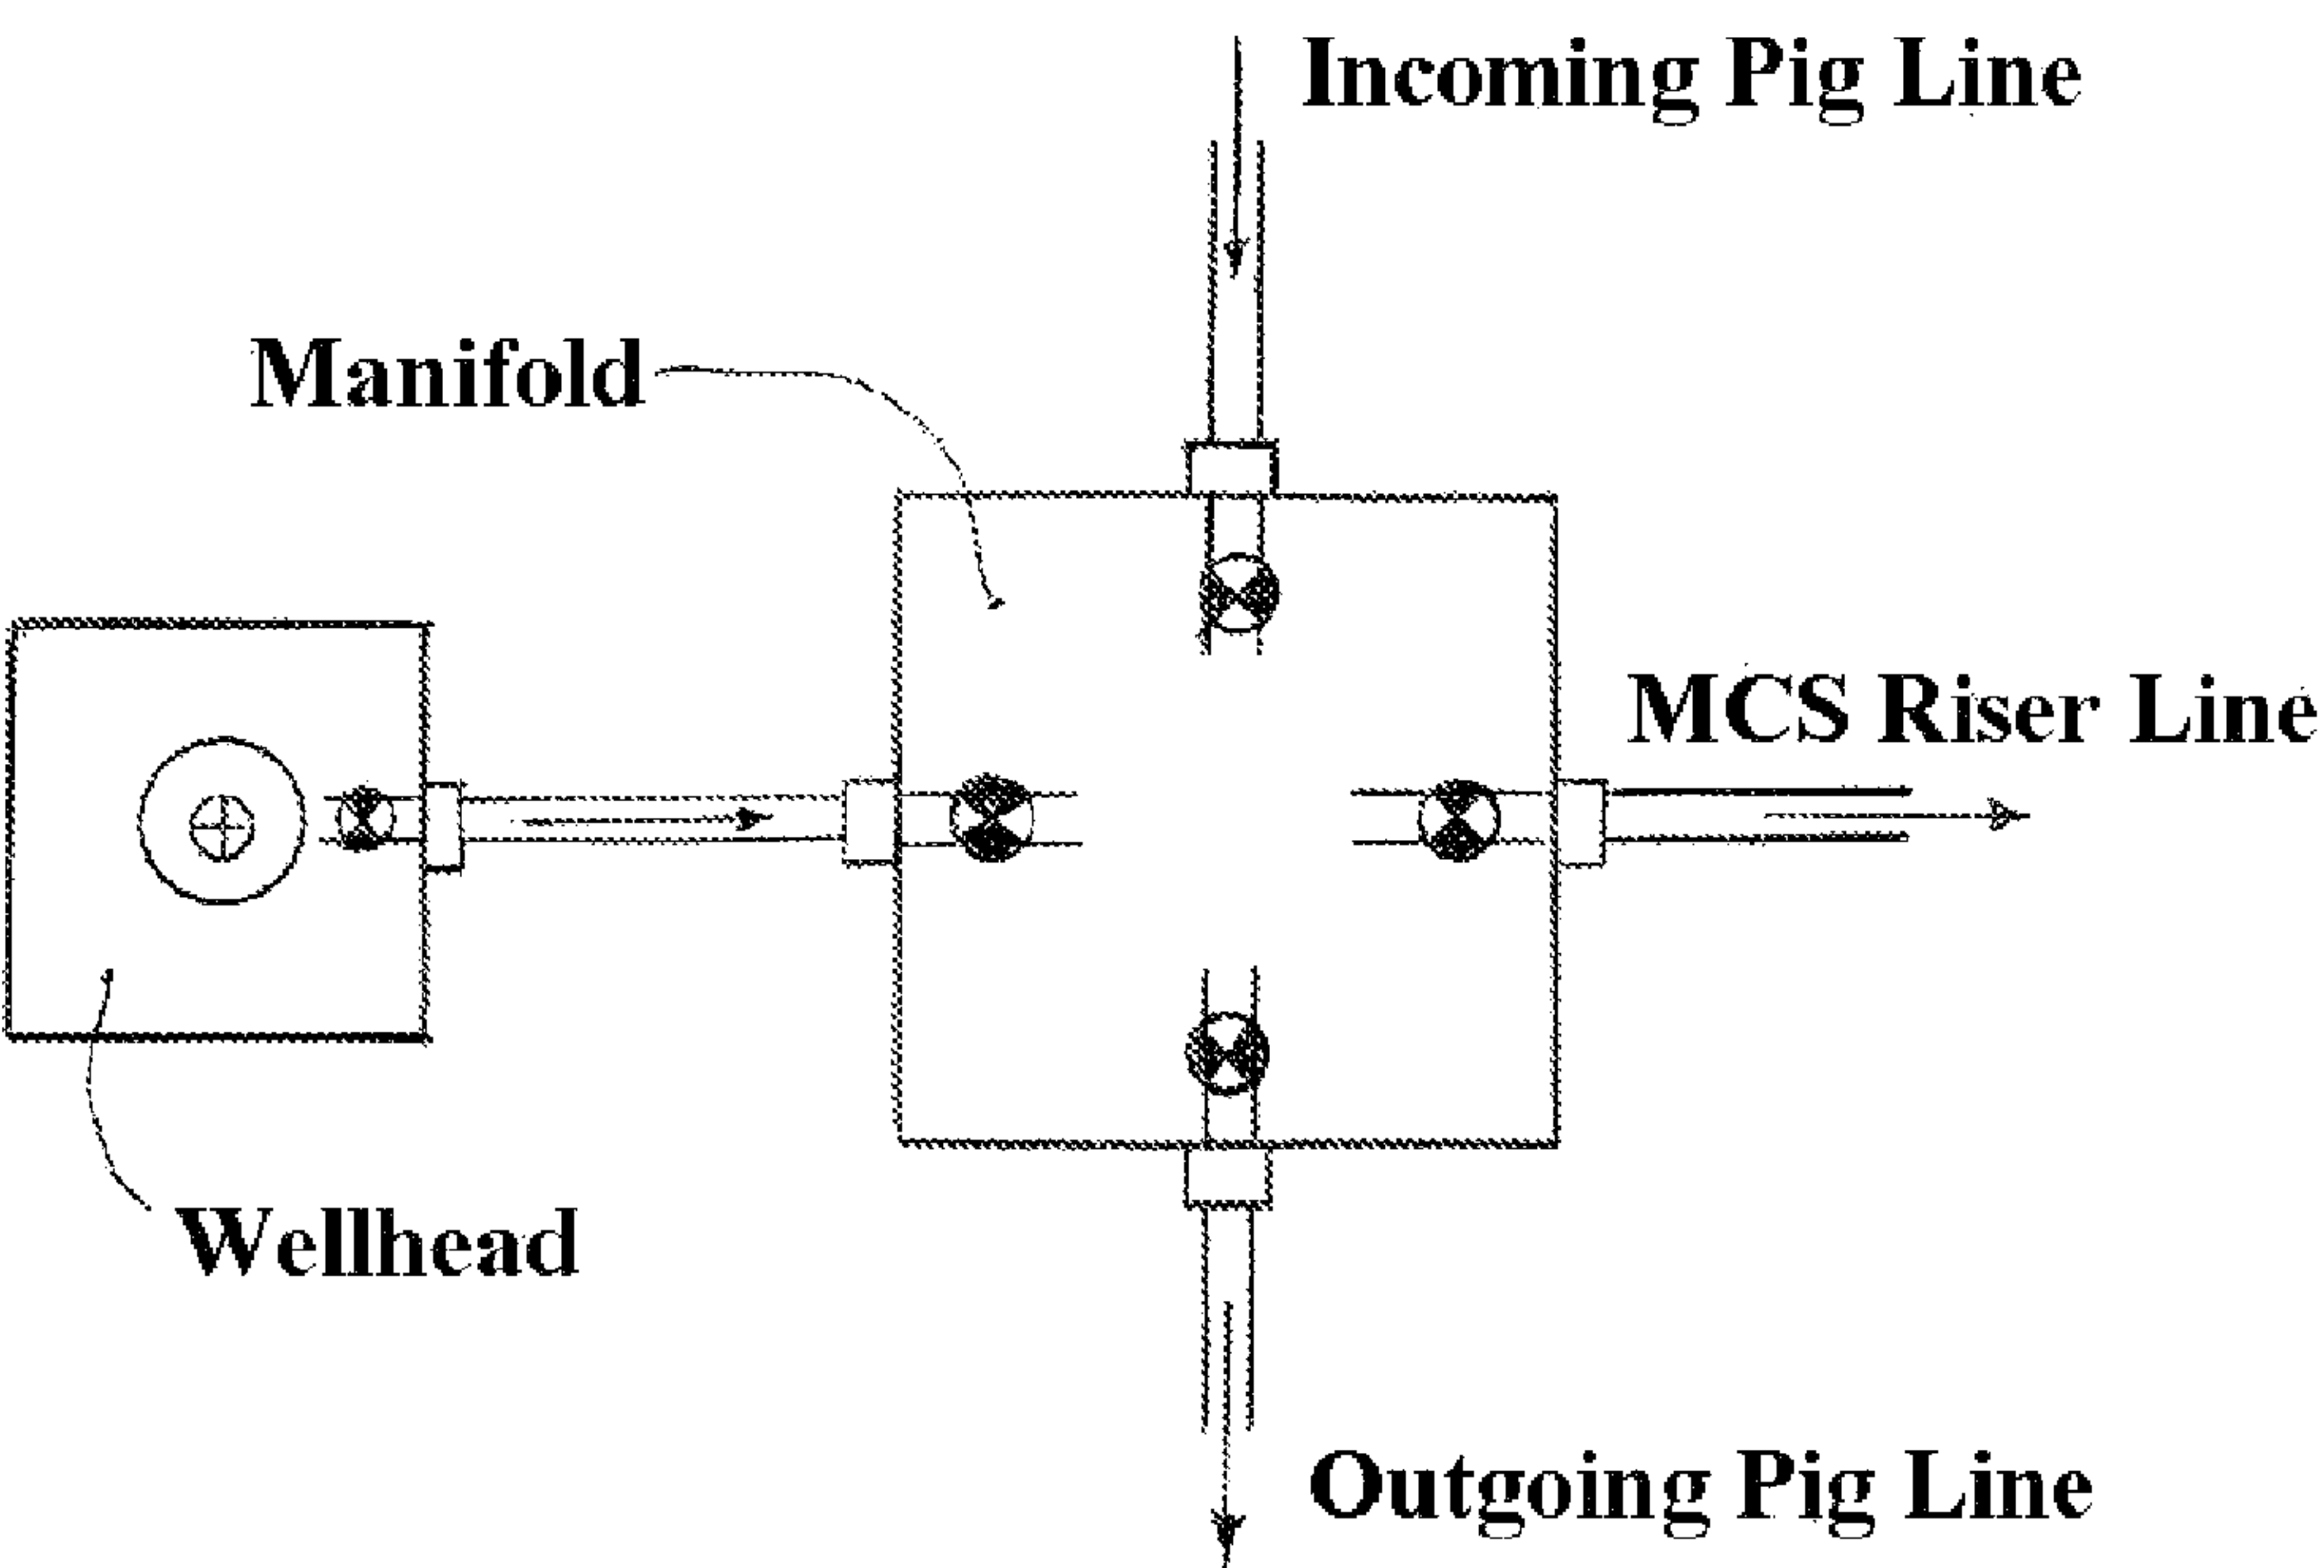 Incoming Pig Line
Manifold
MCS Riser Line
Wellhead
Outgoing Pig Line